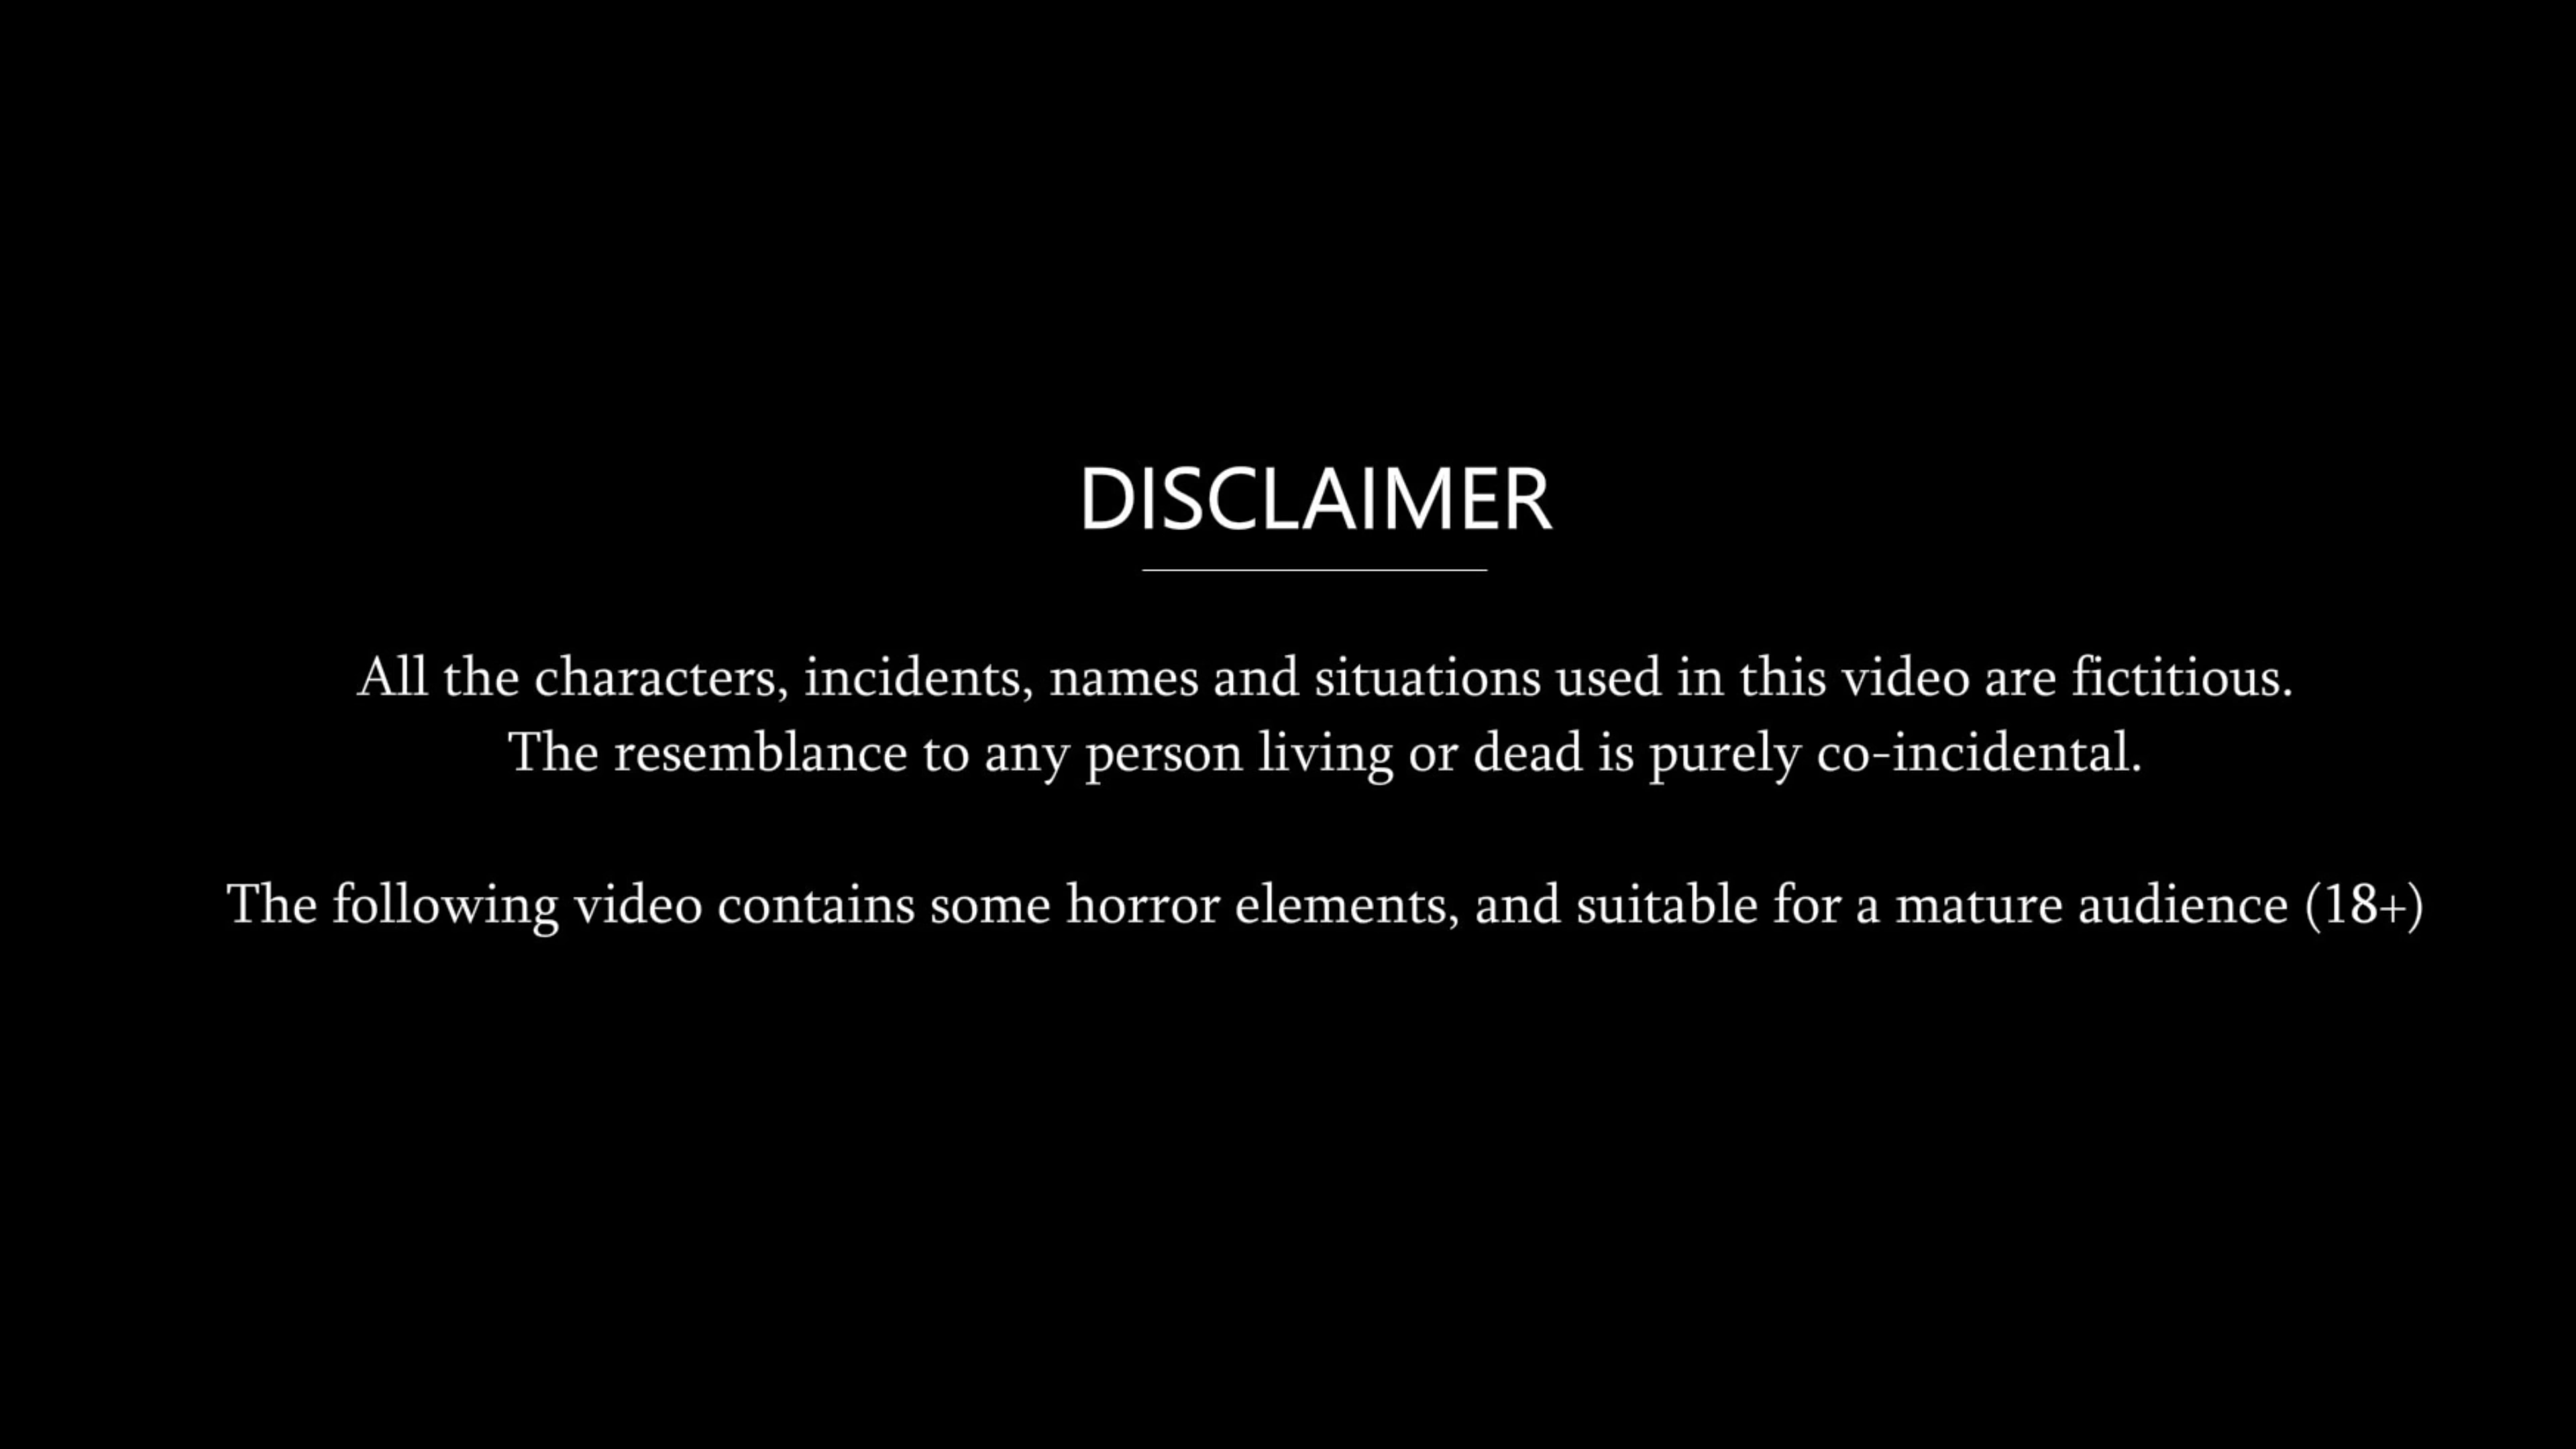 DISCLAIMER
All the characters, incidents, names and situations used in this video are fictitious.
The resemblance to any person living or dead is purely co-incidental.
The following video contains some horror elements, and suitable for a mature audience (18+)